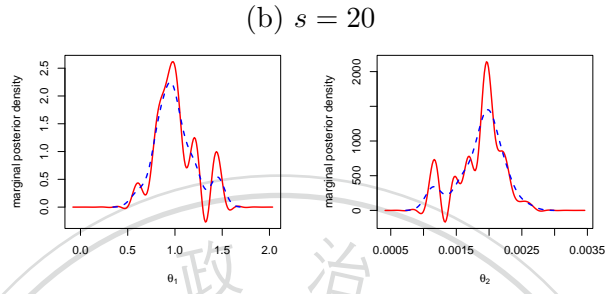 (b) s = 20
marginal posterior density
2.5
2.0
1.5
1.0
0.5
0.0
0.0 0.5 1.0 1.5 2.0
θ1
marginal posterior density
2000
1000
500
0
0.0005 0.0015 0.0025 0.0035
θ2
政 治